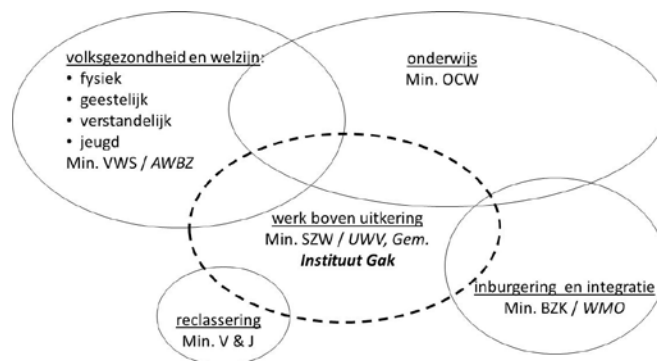 volksgezondheid en welzijn:
• fysiek
• geestelijk
• verstandelijk
• jeugd
Min. VWS / AWBZ
onderwijs
Min. OCW
werk boven uitkering
Min. SZW / UWV, Gem.
Instituut Gak
inburgering en integratie
Min. BZK / WMO
reclassering
Min. V & J